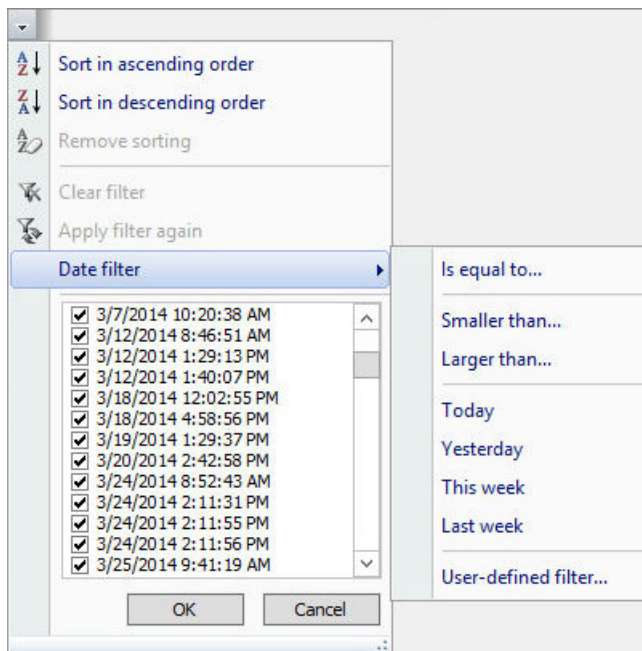 Sort in ascending order
Sort in descending order
Remove sorting
Clear filter
Apply filter again
Date filter
3/7/2014 10:20:38 AM
3/12/2014 8:46:51 AM
3/12/2014 1:29:13 PM
3/12/2014 1:40:07 PM
3/18/2014 12:02:55 PM
3/18/2014 4:58:56 PM
3/19/2014 1:29:37 PM
3/20/2014 2:42:58 PM
3/24/2014 8:52:43 AM
3/24/2014 2:11:31 PM
3/24/2014 2:11:55 PM
3/24/2014 2:11:56 PM
3/25/2014 9:41:19 AM
OK Cancel
Is equal to...
Smaller than...
Larger than...
Today
Yesterday
This week
Last week
User-defined filter...